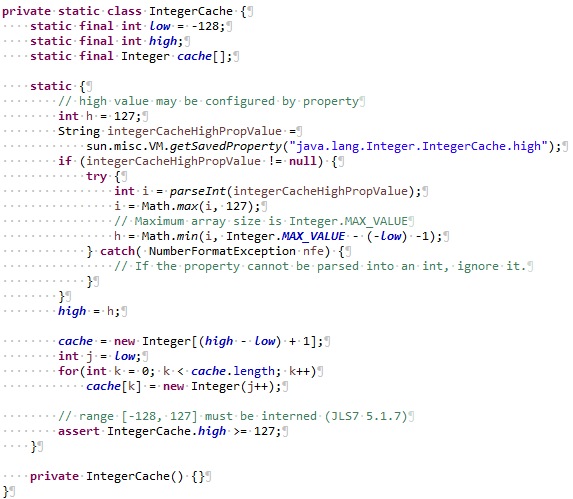 private static class IntegerCache {
    static final int low = -128;
    static final int high;
    static final Integer cache[];

    static {
        // high value may be configured by property
        int h = 127;
        String integerCacheHighPropValue =
            sun.misc.VM.getSavedProperty("java.lang.Integer.IntegerCache.high");
        if (integerCacheHighPropValue != null) {
            try {
                int i = parseInt(integerCacheHighPropValue);
                i = Math.max(i, 127);
                // Maximum array size is Integer.MAX_VALUE
                h = Math.min(i, Integer.MAX_VALUE - (-low) -1);
            } catch( NumberFormatException nfe) {
                // If the property cannot be parsed into an int, ignore it.
            }
        }
        high = h;

        cache = new Integer[(high - low) + 1];
        int j = low;
        for(int k = 0; k < cache.length; k++)
            cache[k] = new Integer(j++);

        // range [-128, 127] must be interned (JLS7 5.1.7)
        assert IntegerCache.high >= 127;
    }

    private IntegerCache() {}
}